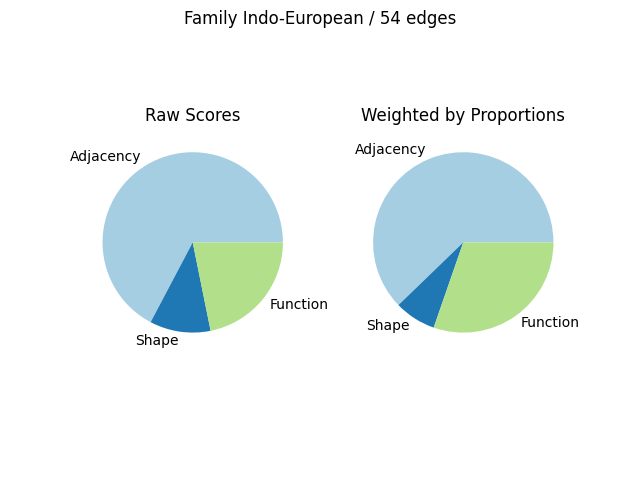 Family Indo-European / 54 edges
Raw Scores
Adjacency
Shape
Function
Weighted by Proportions
Adjacency
Shape
Function